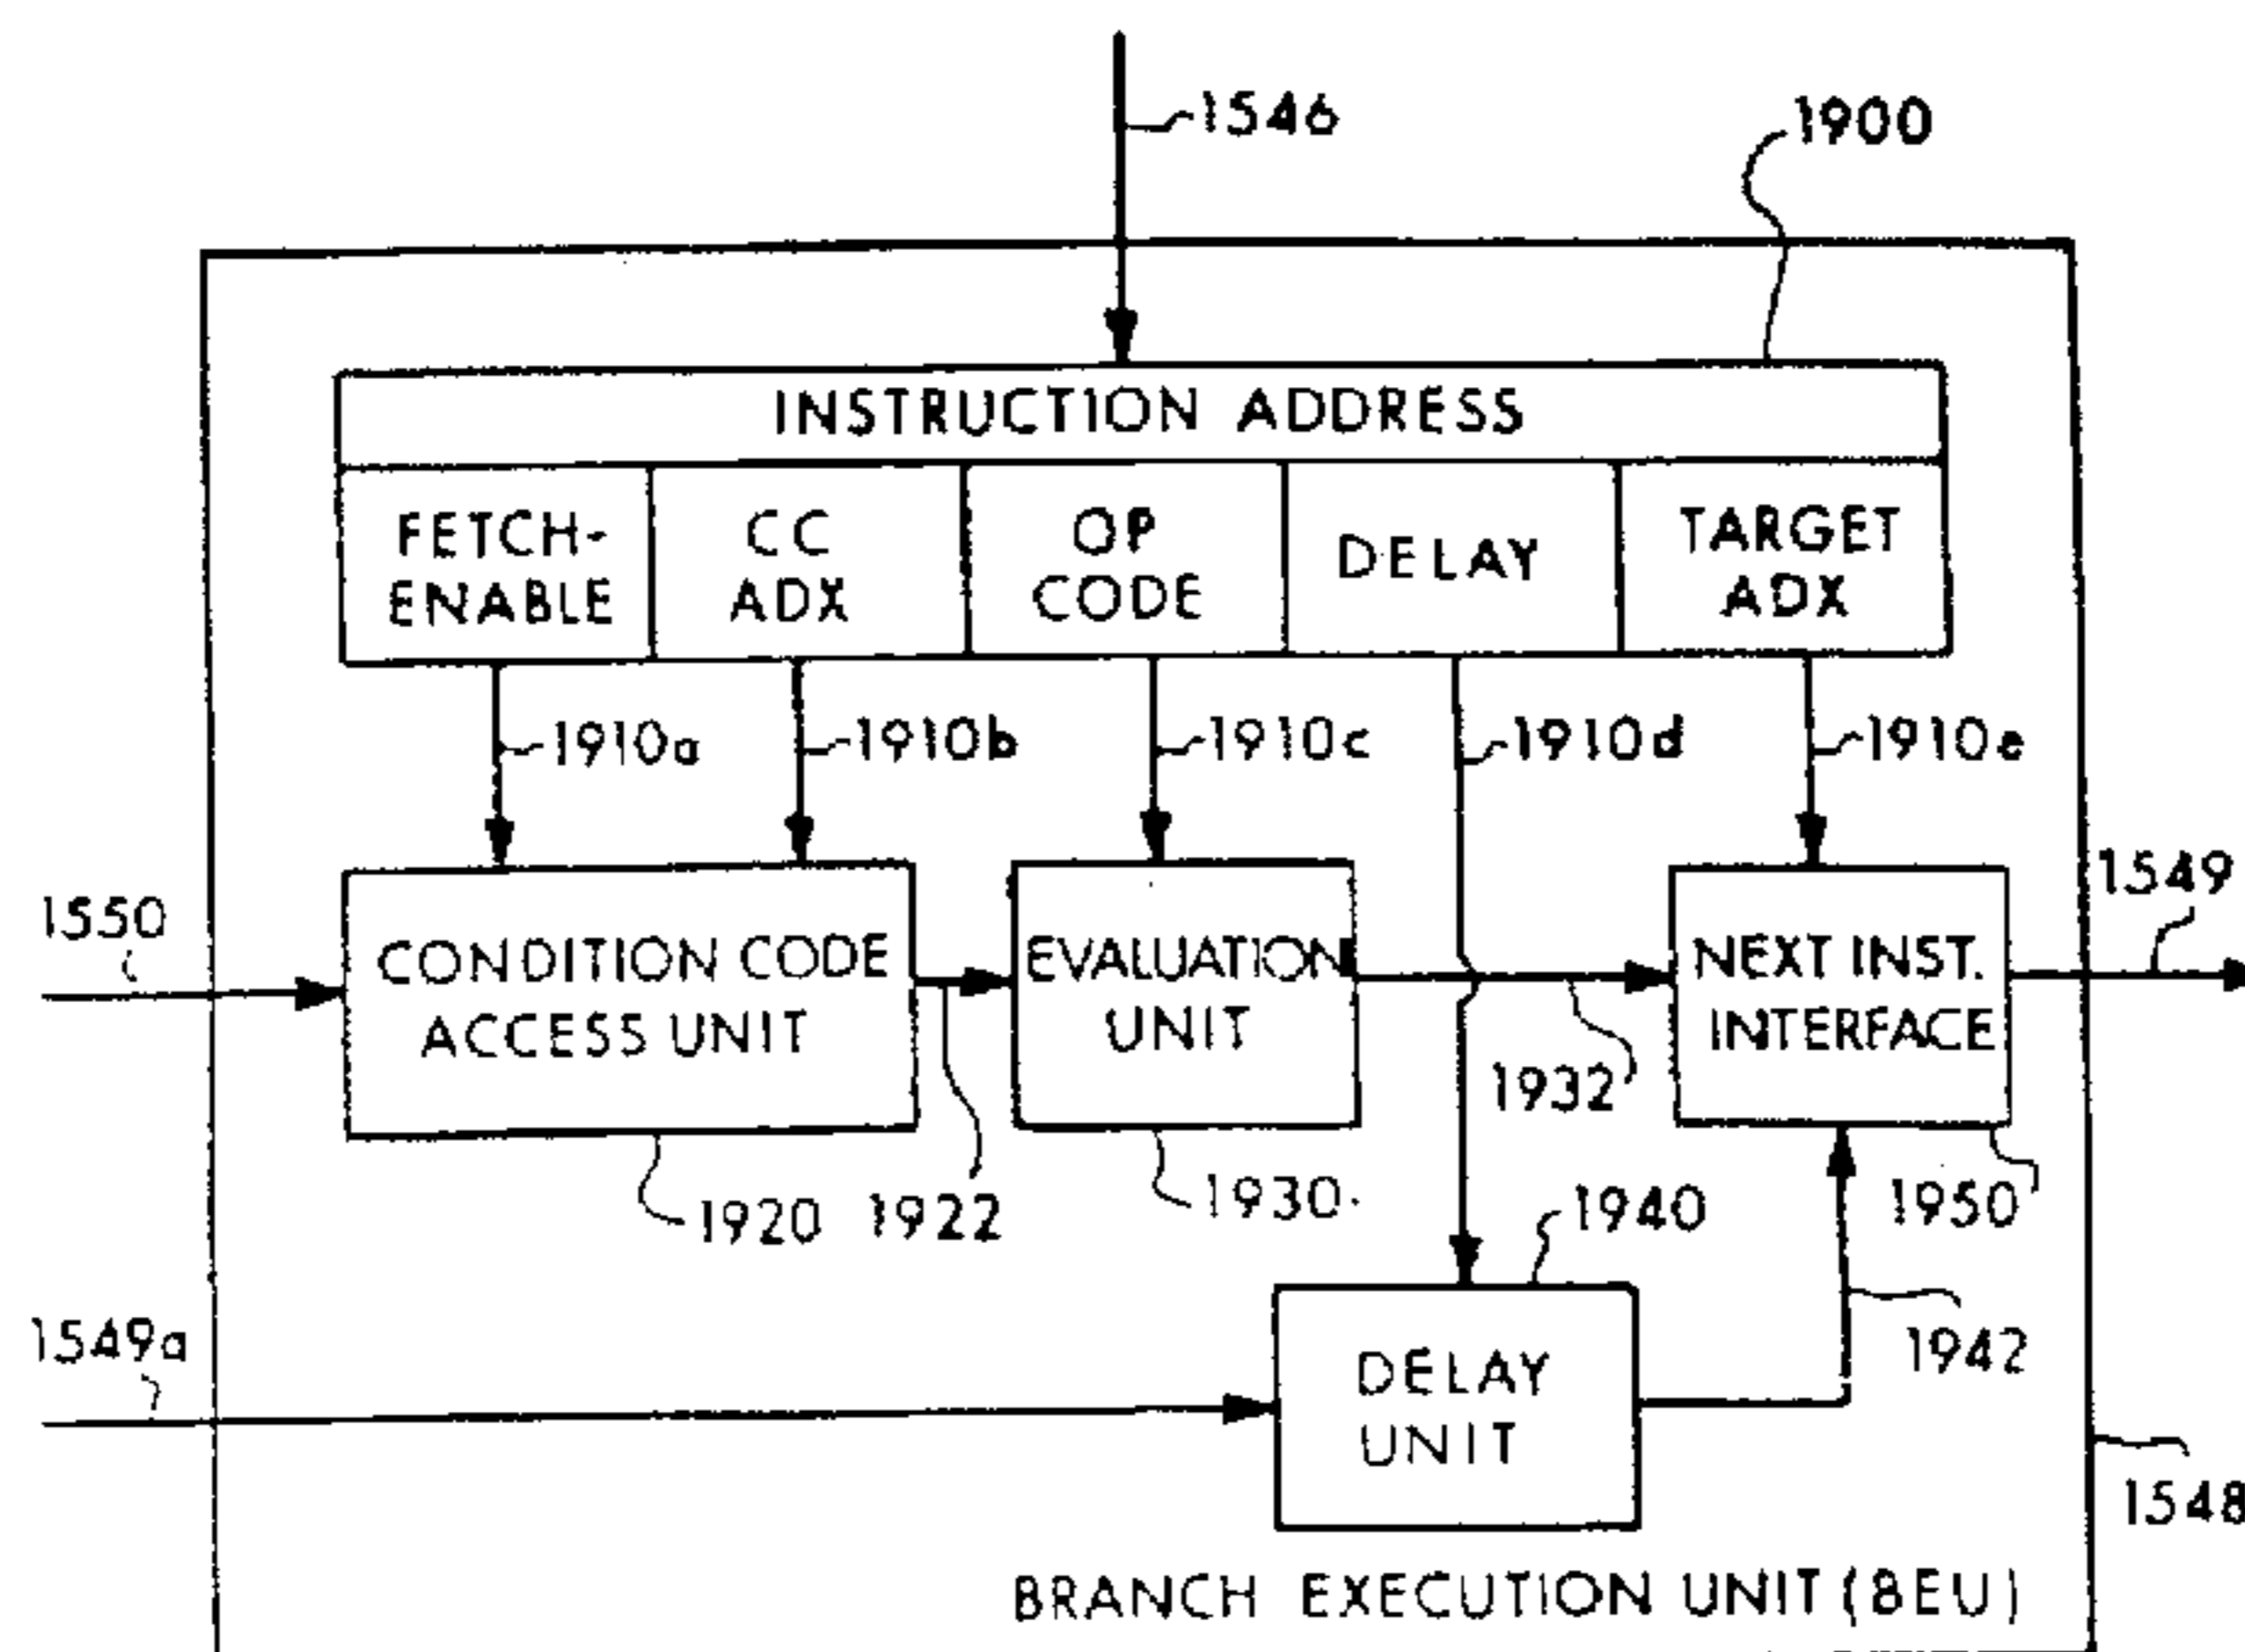 1546
1900
INSTRUCTION ADDRESS
FETCH-
ENABLE
CC
ADX
OP
CODE
DELAY
TARGET
ADX
1910a
1910b
1910c
1910d
1910e
1550
CONDITION CODE
ACCESS UNIT
EVALUATION
UNIT
NEXT INST.
INTERFACE
1549
1932
1920
1922
1930
1940
1950
1549a
DELAY
UNIT
1942
1548
BRANCH EXECUTION UNIT (BEU)